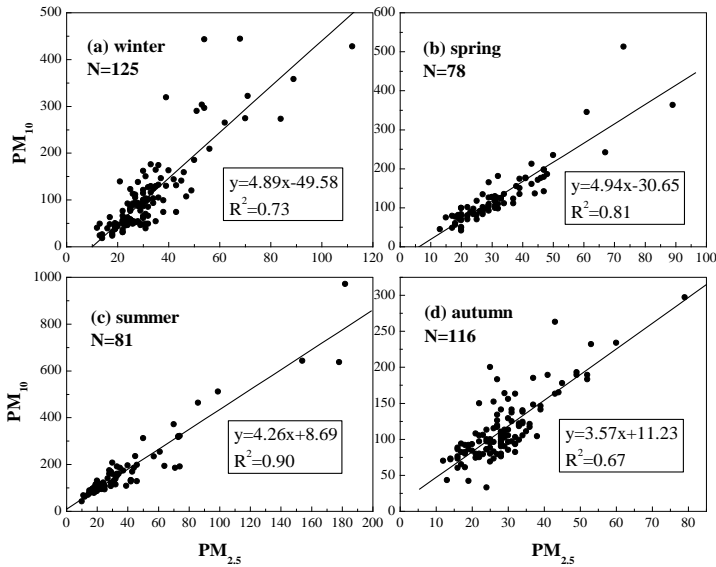 500
400
300
200
100
0
0 20 40 60 80 100 120
(a) winter
N=125
y=4.89x-49.58
R²=0.73
600
500
400
300
200
100
0
0 10 20 30 40 50 60 70 80 90 100
(b) spring
N=78
y=4.94x-30.65
R²=0.81
PM₁₀
1000
800
600
400
200
0
0 20 40 60 80 100 120 140 160 180 200
(c) summer
N=81
y=4.26x+8.69
R²=0.90
300
250
200
150
100
50
0
0 10 20 30 40 50 60 70 80
(d) autumn
N=116
y=3.57x+11.23
R²=0.67
PM₁₀
PM₂.₅
PM₂.₅